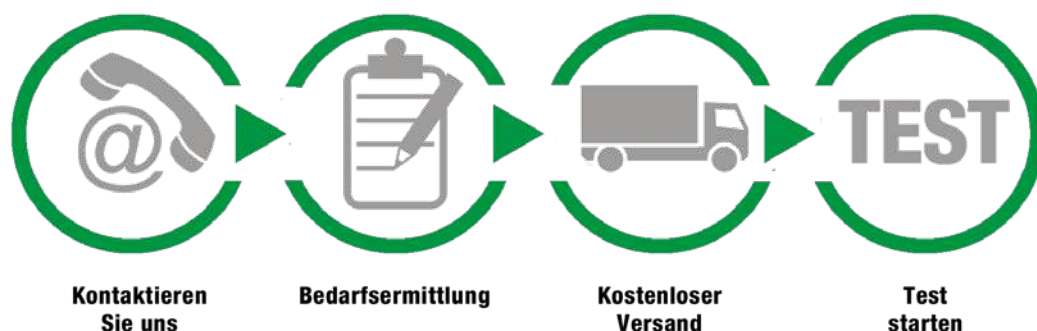 @
TEST
Kontaktieren
Sie uns
Bedarfsermittlung
Kostenloser
Versand
Test
starten